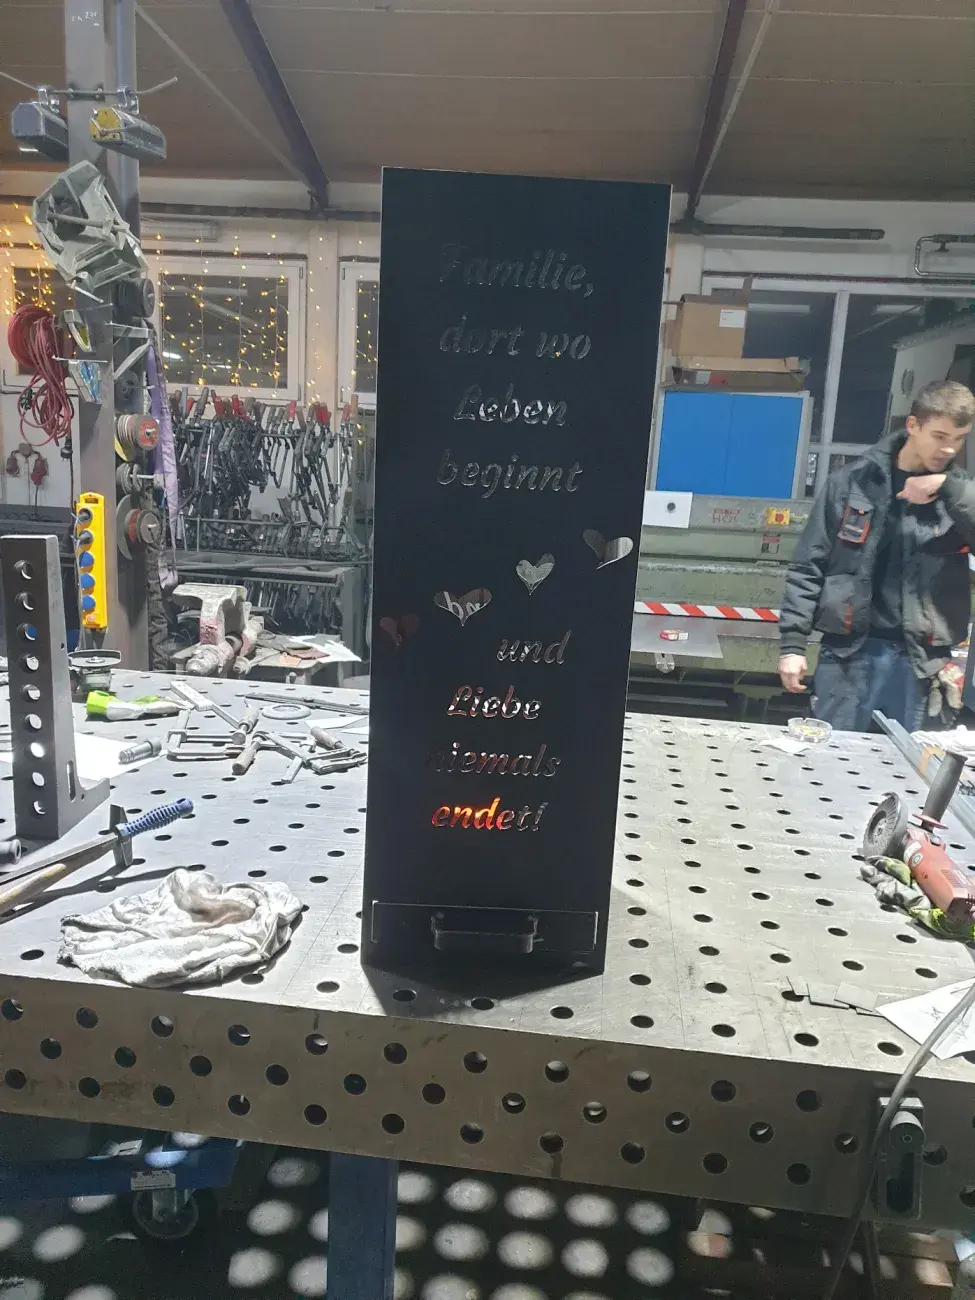 Familie,
dort wo
Leben
beginnt
und
Liebe
niemals
endet!